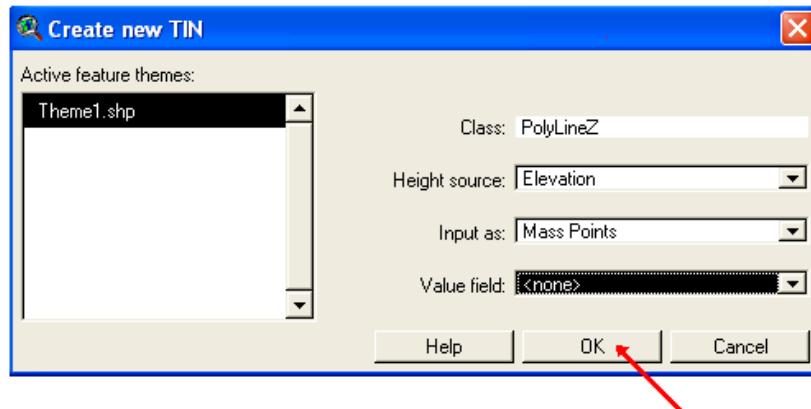 Create new TIN
Active feature themes:
Theme1.shp
Class: PolyLineZ
Height source: Elevation
Input as: Mass Points
Value field: <none>
Help OK Cancel